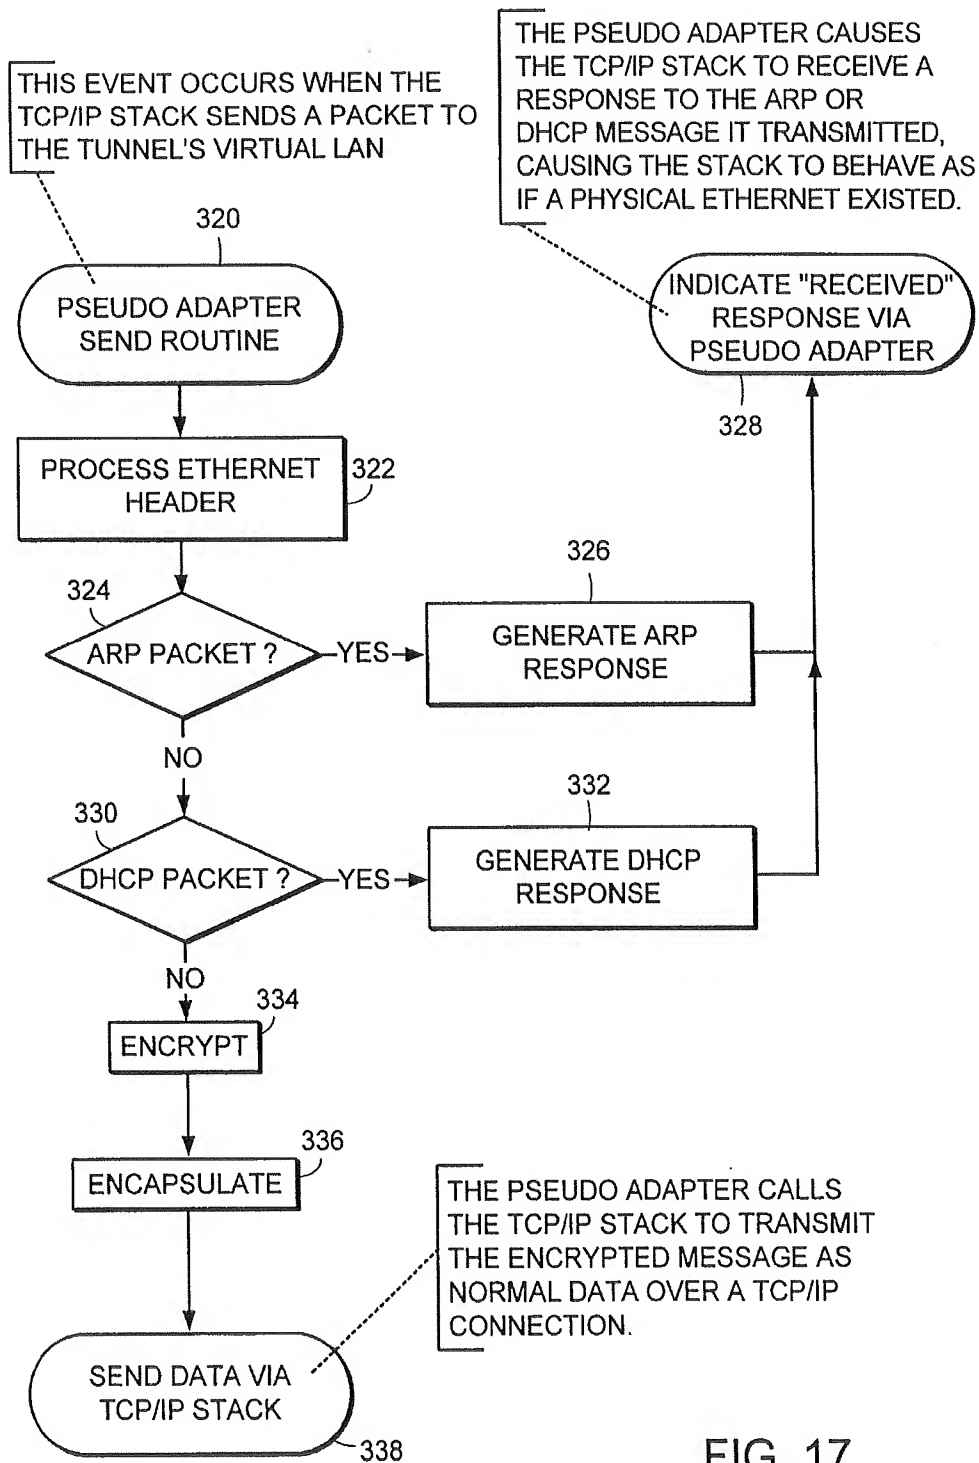 THE PSEUDO ADAPTER CAUSES
THE TCP/IP STACK TO RECEIVE A
RESPONSE TO THE ARP OR
DHCP MESSAGE IT TRANSMITTED,
CAUSING THE STACK TO BEHAVE AS
IF A PHYSICAL ETHERNET EXISTED.
THIS EVENT OCCURS WHEN THE
TCP/IP STACK SENDS A PACKET TO
THE TUNNEL'S VIRTUAL LAN
320
PSEUDO ADAPTER
SEND ROUTINE
INDICATE "RECEIVED"
RESPONSE VIA
PSEUDO ADAPTER
328
PROCESS ETHERNET
HEADER
322
324
ARP PACKET ?
YES
326
GENERATE ARP
RESPONSE
NO
330
DHCP PACKET ?
YES
332
GENERATE DHCP
RESPONSE
NO
334
ENCRYPT
336
ENCAPSULATE
THE PSEUDO ADAPTER CALLS
THE TCP/IP STACK TO TRANSMIT
THE ENCRYPTED MESSAGE AS
NORMAL DATA OVER A TCP/IP
CONNECTION.
SEND DATA VIA
TCP/IP STACK
338
FIG. 17